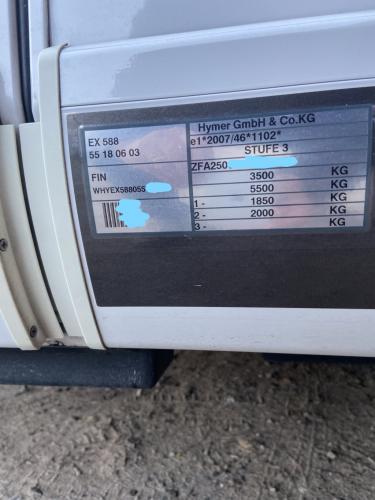 EX 588
55 18 06 03
FIN
WHYEX588055
Hymer GmbH & Co.KG
e1*2007/46*1102*
STUFE 3
ZFA250
3500 KG
5500 KG
1 - 1850 KG
2 - 2000 KG
3 - KG